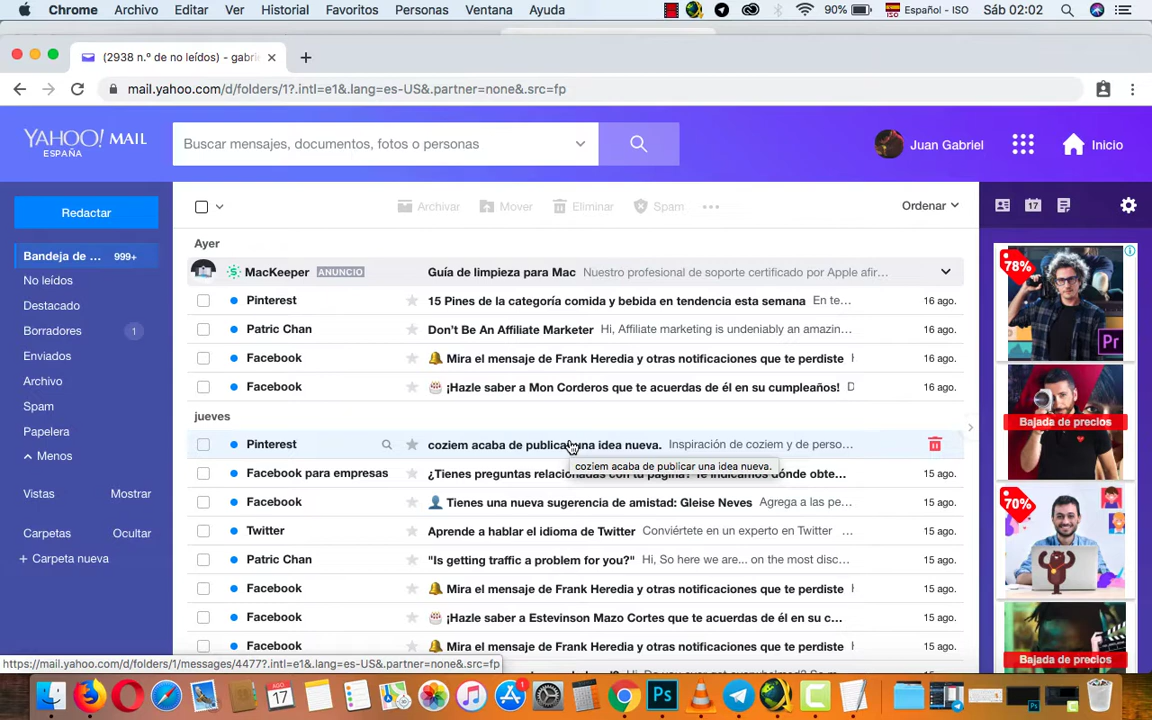 Chrome Archivo Editar Ver Historial Favoritos Personas Ventana Ayuda 90% ISO Español - ISO Sáb 02:02
(2938 n.º de no leídos) - gabrie
mail.yahoo.com/d/folders/1?.intl=e1&.lang=es-US&.partner=none&.src=fp
YAHOO! MAIL
ESPAÑA
Buscar mensajes, documentos, fotos o personas
Juan Gabriel
Inicio
Redactar
Archivar Mover Eliminar Spam ••• Ordenar
17
Bandeja de ... 999+
No leídos
Destacado
Borradores 1
Enviados
Archivo
Spam
Papelera
Menos
Vistas Mostrar
Carpetas Ocultar
+ Carpeta nueva
Ayer
MacKeeper ANUNCIO Guía de limpieza para Mac Nuestro profesional de soporte certificado por Apple afir...
Pinterest 15 Pines de la categoría comida y bebida en tendencia esta semana En te... 16 ago.
Patric Chan Don't Be An Affiliate Marketer Hi, Affiliate marketing is undeniably an amazin... 16 ago.
Facebook Mira el mensaje de Frank Heredia y otras notificaciones que te perdiste 16 ago.
Facebook ¡Hazle saber a Mon Corderos que te acuerdas de él en su cumpleaños! D 16 ago.
jueves
Pinterest coziem acaba de publicar una idea nueva. Inspiración de coziem y de perso...
coziem acaba de publicar una idea nueva.
Facebook para empresas ¿Tienes preguntas relacionadas con tu página? Te indicamos dónde obte... 15 ago.
Facebook Tienes una nueva sugerencia de amistad: Gleise Neves Agrega a las pe... 15 ago.
Twitter Aprende a hablar el idioma de Twitter Conviértete en un experto en Twitter ... 15 ago.
Patric Chan "Is getting traffic a problem for you?" Hi, So here we are... on the most disc... 15 ago.
Facebook Mira el mensaje de Frank Heredia y otras notificaciones que te perdiste 15 ago.
Facebook ¡Hazle saber a Estevinson Mazo Cortes que te acuerdas de él en su c... 15 ago.
Facebook Mira el mensaje de Frank Heredia y otras notificaciones que te perdiste 15 ago.
78%
Pr
Bajada de precios
70%
Bajada de precios
https://mail.yahoo.com/d/folders/1/messages/4477?.intl=e1&.lang=es-US&.partner=none&.src=fp
AGO.
17
1
Ps